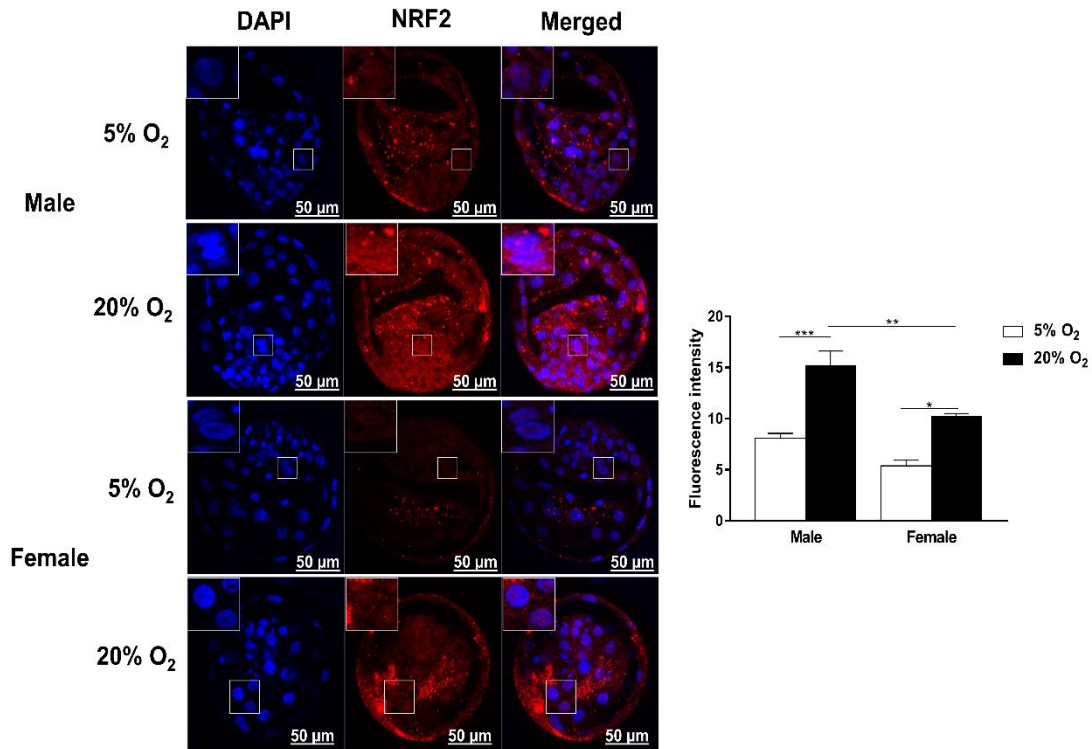 DAPI NRF2 Merged
Male
5% O₂
50 µm 50 µm 50 µm
20% O₂
50 µm 50 µm 50 µm
Female
5% O₂
50 µm 50 µm 50 µm
20% O₂
50 µm 50 µm 50 µm
Fluorescence intensity
20
15
10
5
0
***
**
*
Male Female
5% O₂
20% O₂